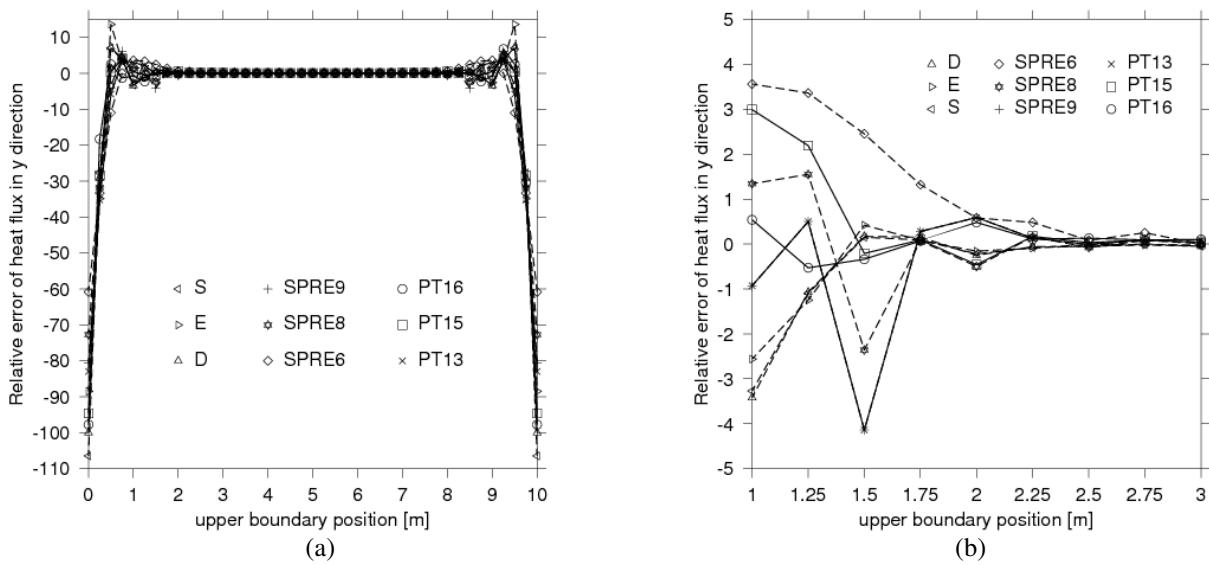 Relative error of heat flux in y direction
10
0
-10
-20
-30
-40
-50
-60
-70
-80
-90
-100
-110
S SPRE9 PT16
E SPRE8 PT15
D SPRE6 PT13
0 1 2 3 4 5 6 7 8 9 10
upper boundary position [m]
(a)
Relative error of heat flux in y direction
5
4
3
2
1
0
-1
-2
-3
-4
-5
D SPRE6 PT13
E SPRE8 PT15
S SPRE9 PT16
1 1.25 1.5 1.75 2 2.25 2.5 2.75 3
upper boundary position [m]
(b)